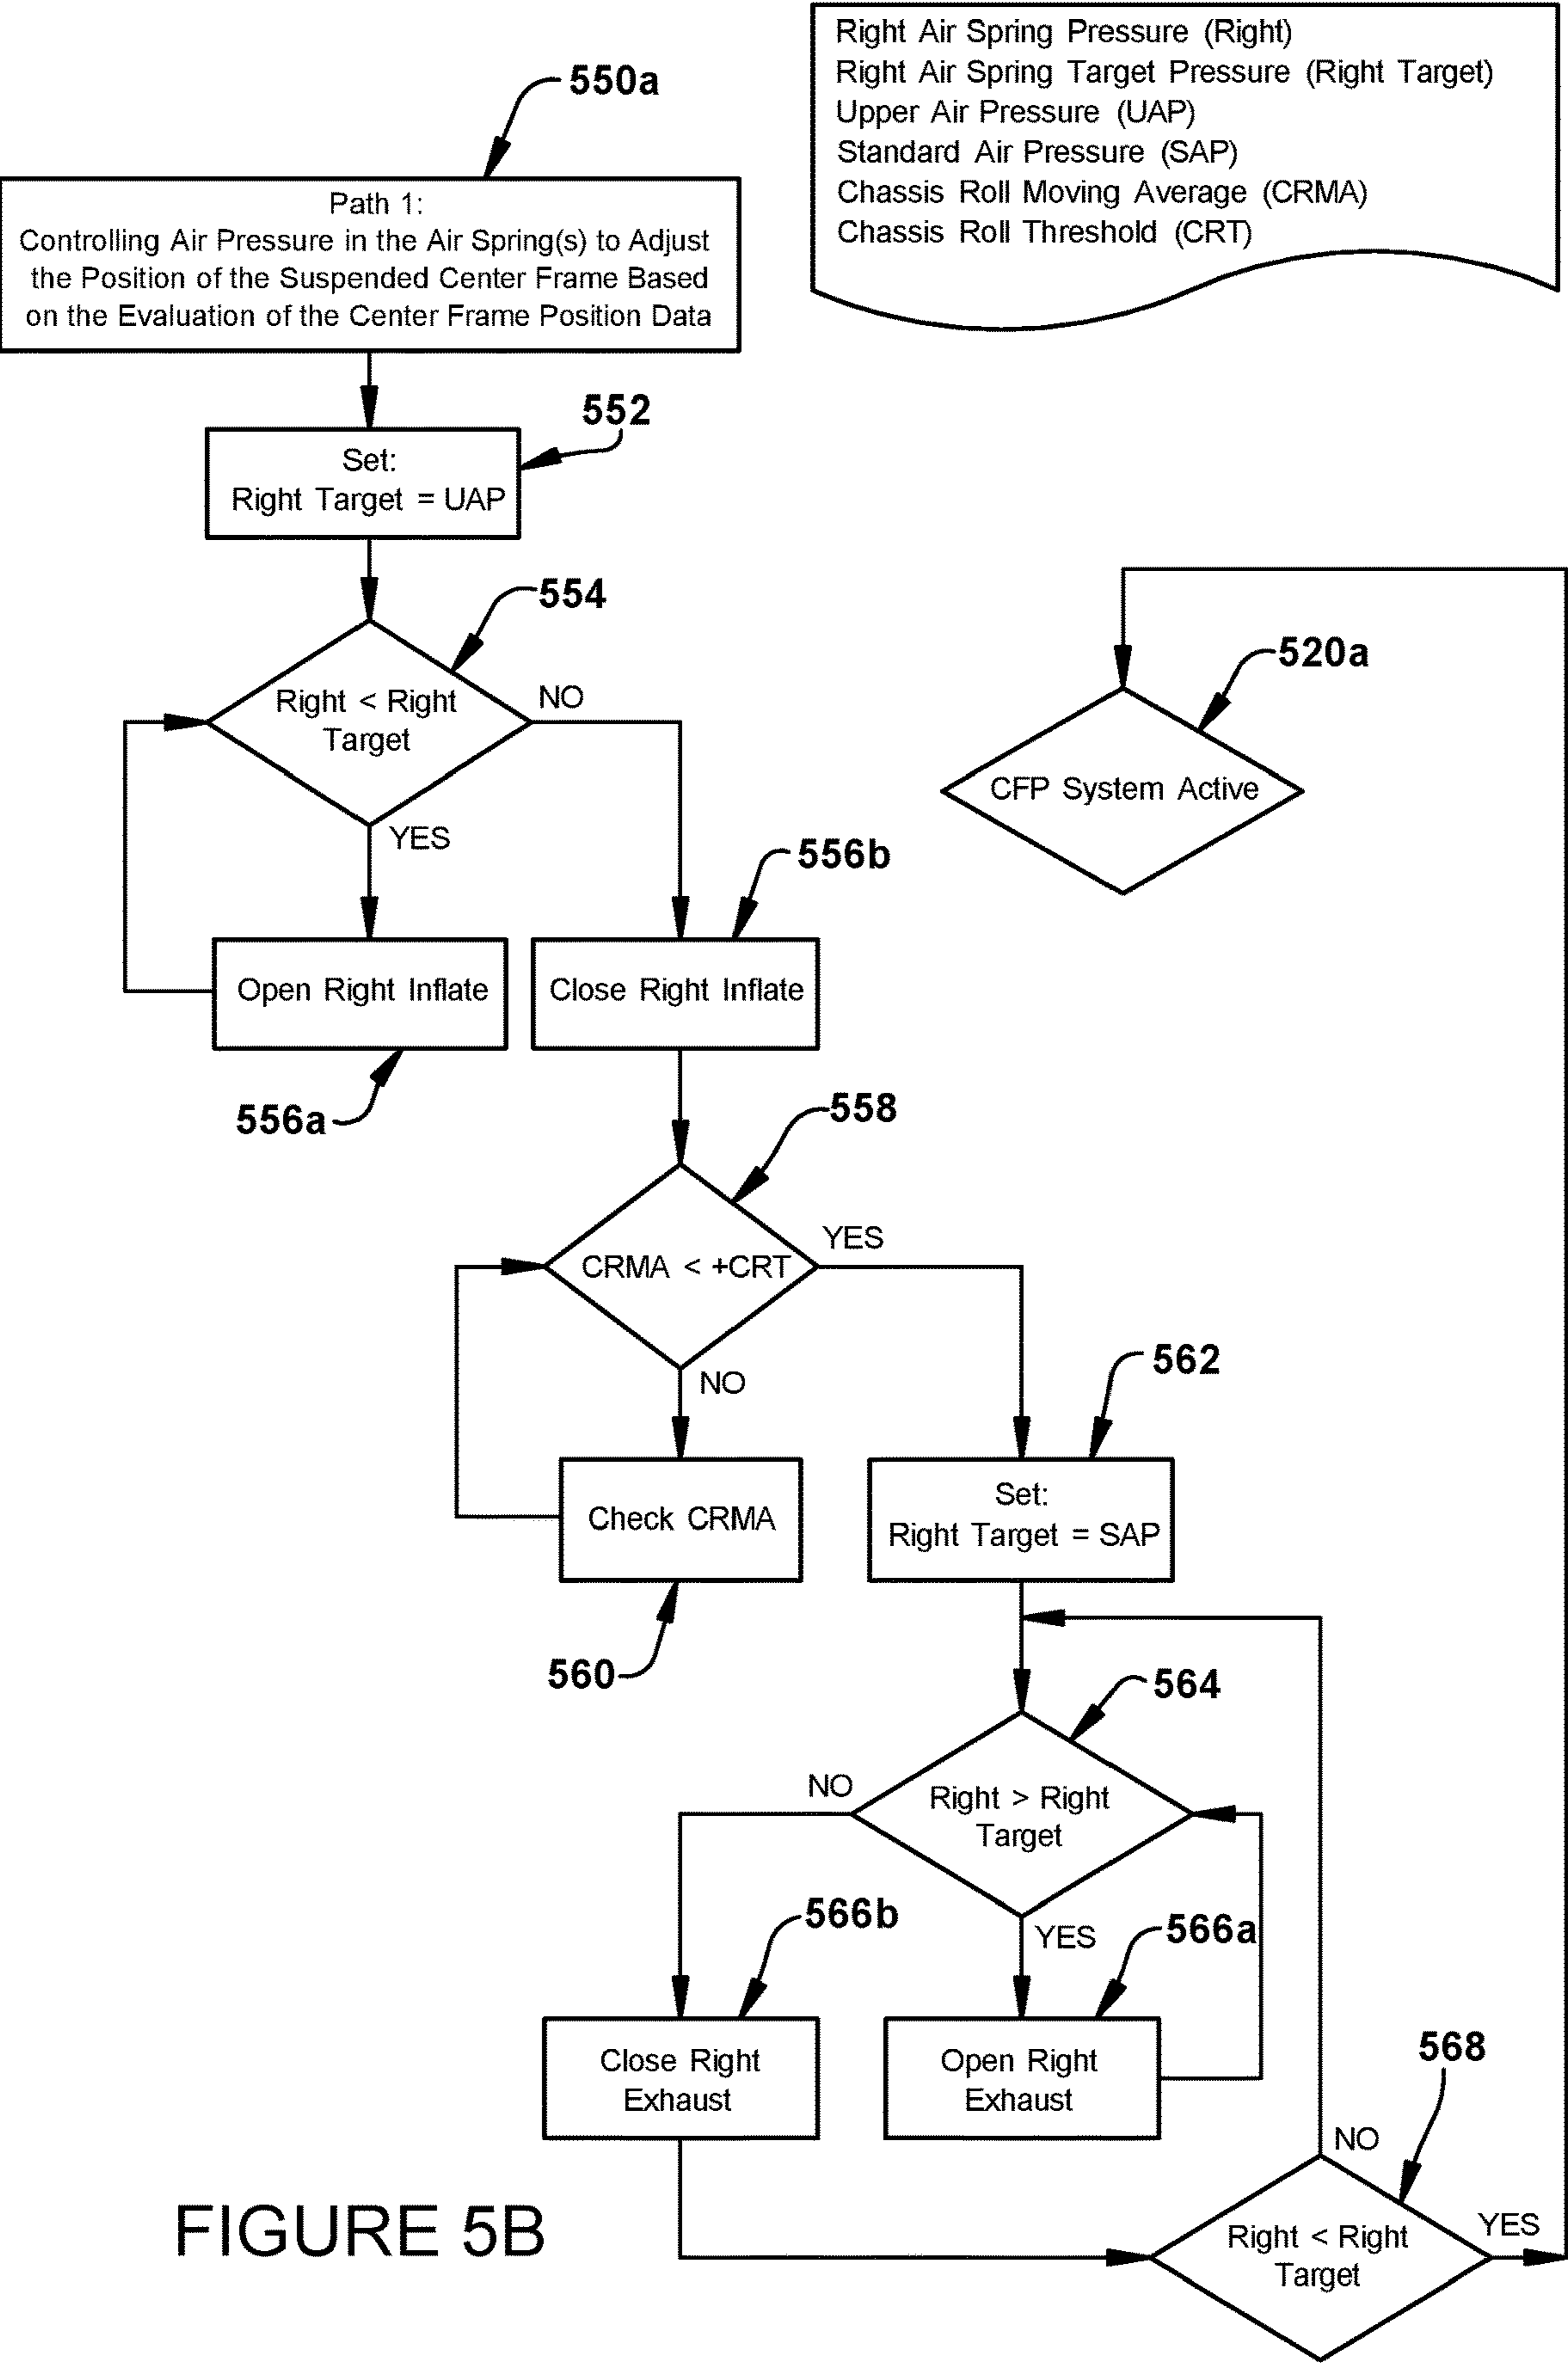 Right Air Spring Pressure (Right)
Right Air Spring Target Pressure (Right Target)
Upper Air Pressure (UAP)
Standard Air Pressure (SAP)
Chassis Roll Moving Average (CRMA)
Chassis Roll Threshold (CRT)
550a
Path 1:
Controlling Air Pressure in the Air Spring(s) to Adjust
the Position of the Suspended Center Frame Based
on the Evaluation of the Center Frame Position Data
552
Set:
Right Target = UAP
554
Right < Right
Target
NO
YES
520a
CFP System Active
556b
Open Right Inflate
Close Right Inflate
556a
558
CRMA < +CRT
YES
NO
562
Check CRMA
Set:
Right Target = SAP
560
564
NO
Right > Right
Target
YES
566b
566a
Close Right
Exhaust
Open Right
Exhaust
568
NO
Right < Right
Target
YES
FIGURE 5B